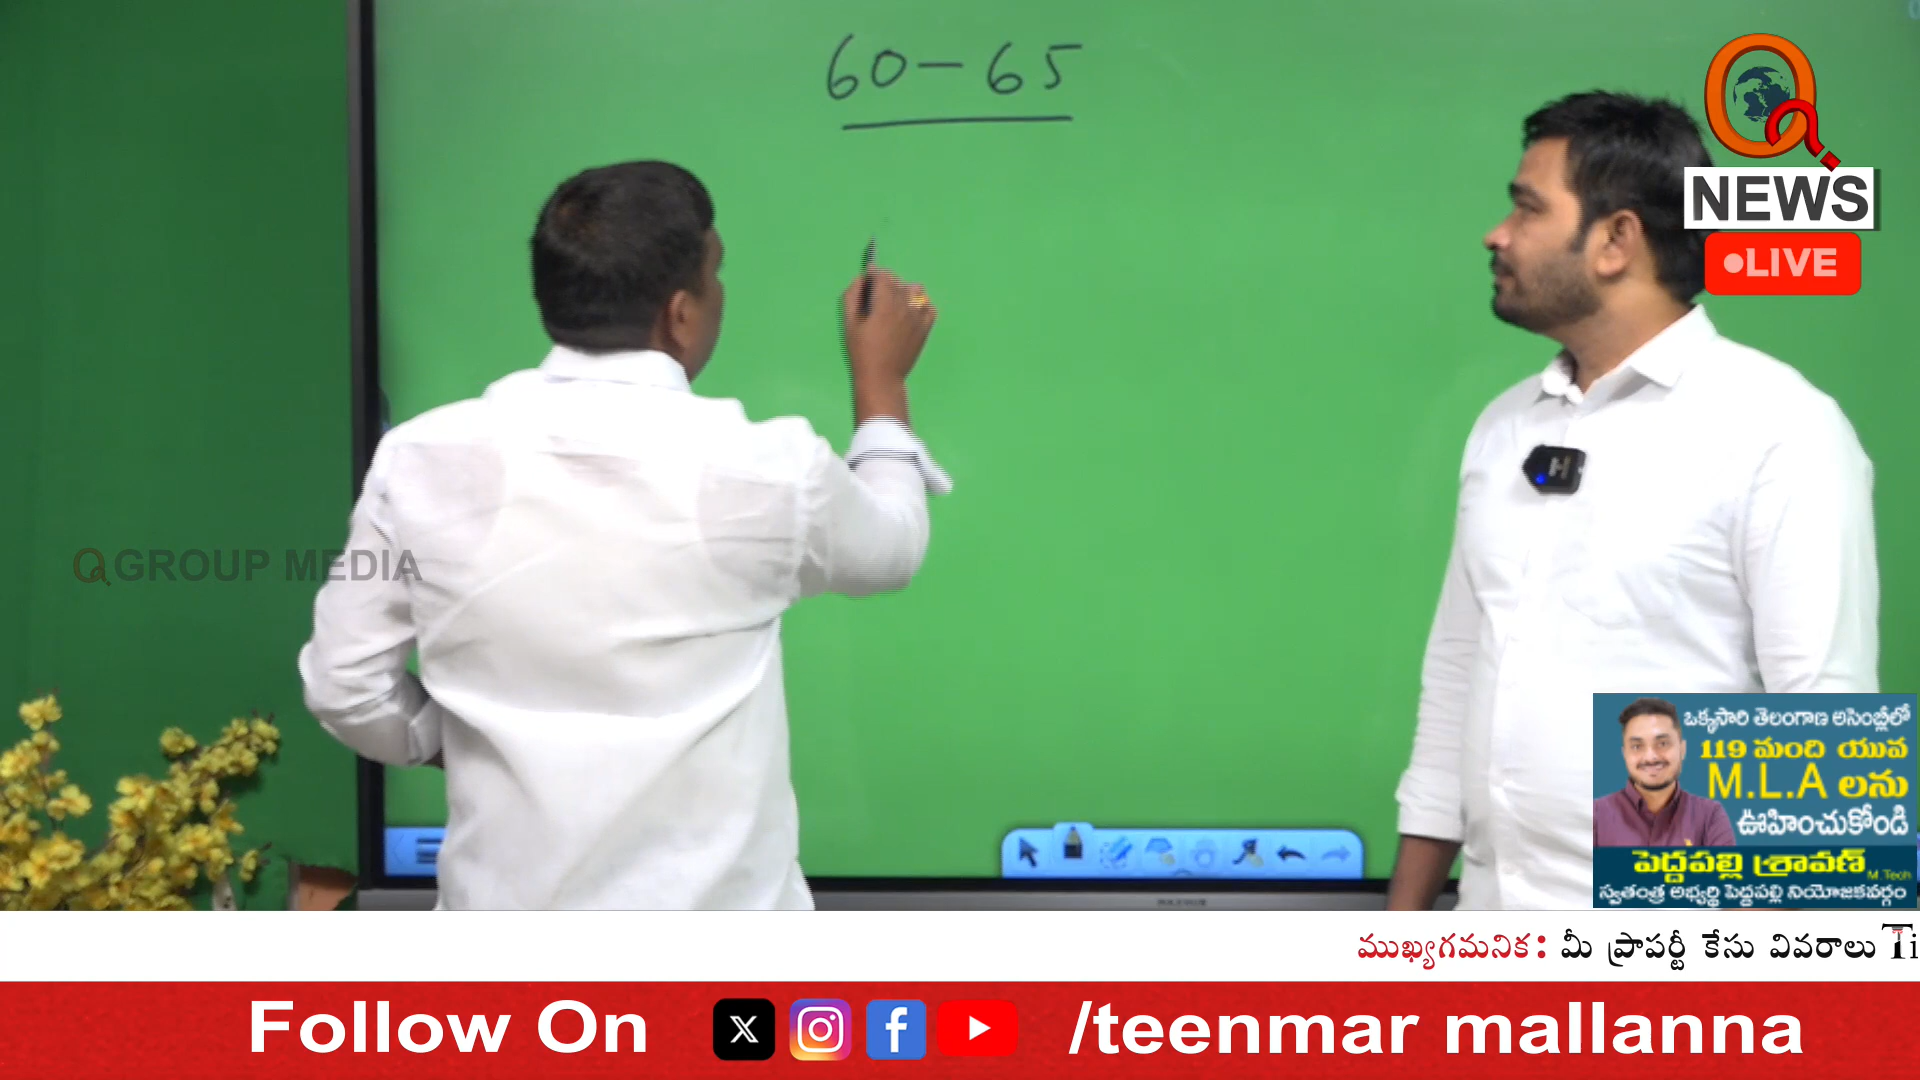 60-65
Q
NEWS
LIVE
Q GROUP MEDIA
ఒక్కసారి తెలంగాణ అసెంబ్లీలో
119 మంది యువ
M.L.A లను
ఊహించుకోండి
పెద్దపల్లి శ్రావణ్ M.Tech
స్వతంత్ర అభ్యర్థి పెద్దపల్లి నియోజకవర్గం
ముఖ్యగమనిక: మీ ప్రాపర్టీ కేసు వివరాలు Ti
Follow On /teenmar mallanna